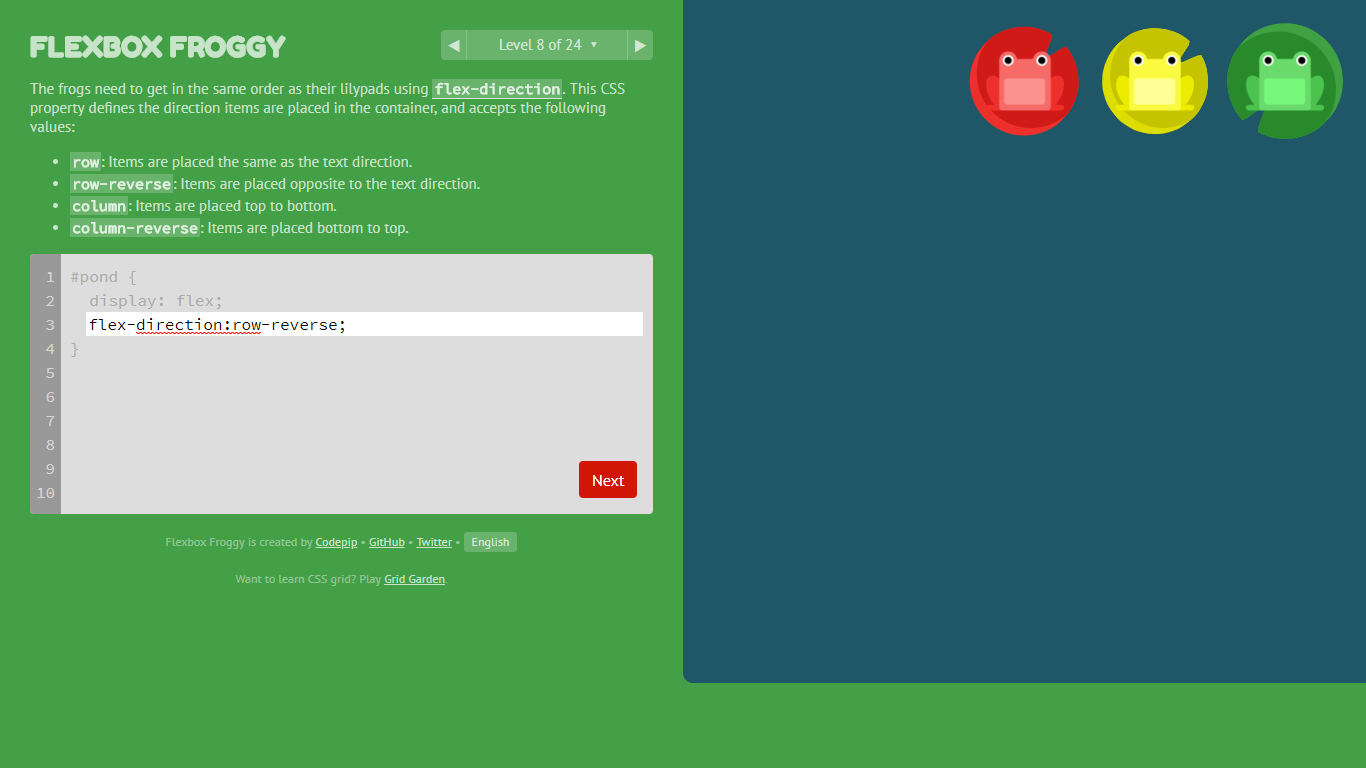 FLEXBOX FROGGY
◀ Level 8 of 24 ▾ ▶
The frogs need to get in the same order as their lilypads using flex-direction. This CSS
property defines the direction items are placed in the container, and accepts the following
values:
• row: Items are placed the same as the text direction.
• row-reverse: Items are placed opposite to the text direction.
• column: Items are placed top to bottom.
• column-reverse: Items are placed bottom to top.
1 #pond {
2 display: flex;
3 flex-direction:row-reverse;
4 }
5
6
7
8
9
10
Next
Flexbox Froggy is created by Codepip • GitHub • Twitter • English
Want to learn CSS grid? Play Grid Garden.